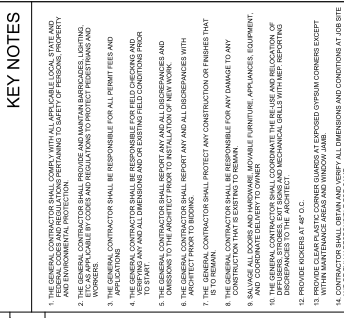 KEY NOTES
1. THE GENERAL CONTRACTOR SHALL COMPLY WITH ALL APPLICABLE LOCAL STATE AND
FEDERAL CODES AND REGULATIONS PERTAINING TO SAFETY OF PERSONS, PROPERTY
AND ENVIRONMENTAL PROTECTION.
2. THE GENERAL CONTRACTOR SHALL PROVIDE AND MAINTAIN BARRICADES, LIGHTING,
ETC. AS APPLICABLE BY CODES AND REGULATIONS TO PROTECT PEDESTRIANS AND
WORKERS.
3. THE GENERAL CONTRACTOR SHALL BE RESPONSIBLE FOR ALL PERMIT FEES AND
APPLICATIONS
4. THE GENERAL CONTRACTOR SHALL BE RESPONSIBLE FOR FIELD CHECKING AND
VERIFYING ANY AND ALL DIMENSIONS AND OR EXISTING FIELD CONDITIONS PRIOR
TO START.
5. THE GENERAL CONTRACTOR SHALL REPORT ANY AND ALL DISCREPANCIES AND
OMISSIONS TO THE ARCHITECT PRIOR TO INSTALLATION OF NEW WORK.
6. THE GENERAL CONTRACTOR SHALL REPORT ANY AND ALL DISCREPANCIES WITH
ARCHITECT PRIOR TO BIDDING.
7. THE GENERAL CONTRACTOR SHALL PROTECT ANY CONSTRUCTION OR FINISHES THAT
IS TO REMAIN.
8. THE GENERAL CONTRACTOR SHALL BE RESPONSIBLE FOR ANY DAMAGE TO ANY
CONSTRUCTION THAT IS EXISTING TO REMAIN.
9. SALVAGE ALL DOORS AND HARDWARE, MOVABLE FURNITURE, APPLIANCES, EQUIPMENT,
AND COORDINATE DELIVERY TO OWNER
10. THE GENERAL CONTRACTOR SHALL COORDINATE THE RE-USE AND RELOCATION OF
DIFFUSERS, STROBES, EXIT SIGNS AND MECHANICAL GRILLS WITH MEP. REPORTING
DISCREPANCIES TO THE ARCHITECT.
12. PROVIDE KICKERS AT 48" O.C.
13. PROVIDE CLEAR PLASTIC CORNER GUARDS AT EXPOSED GYPSUM CORNERS EXCEPT
WITHIN MAINTENANCE AREAS AND WINDOW JAMB.
14. CONTRACTOR SHALL OBTAIN AND VERIFY ALL DIMENSIONS AND CONDITIONS AT JOB SITE